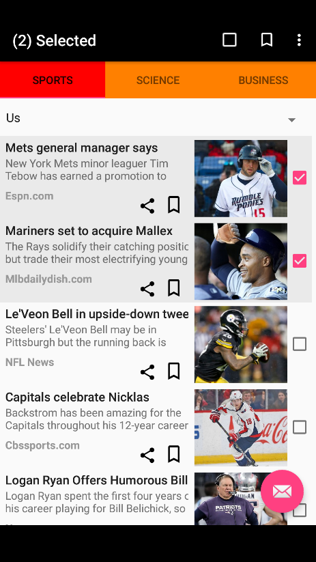 (2) Selected
SPORTS
SCIENCE
BUSINESS
Us
Mets general manager says
New York Mets minor leaguer Tim
Tebow has earned a promotion to
Espn.com
RUMBLE
PONIES
15
Mariners set to acquire Mallex
The Rays solidify their catching positic
but trade their most electrifying young
Mlbdailydish.com
Le'Veon Bell in upside-down twee
Steelers' Le'Veon Bell may be in
Pittsburgh but the running back is
NFL News
Capitals celebrate Nicklas
Backstrom has been amazing for the
Capitals throughout his 12-year career
Cbssports.com
Logan Ryan Offers Humorous Bill
Logan Ryan spent the first four years c
his career playing for Bill Belichick, so
PATRIOTS